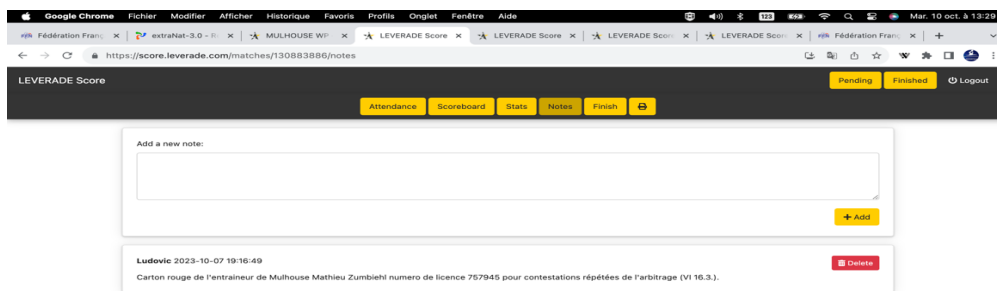 Google Chrome Fichier Modifier Afficher Historique Favoris Profils Onglet Fenêtre Aide 123 Mar. 10 oct. à 13:29
Fédération Franç extraNat-3.0 - MULHOUSE WP LEVERADE Score LEVERADE Score LEVERADE Score LEVERADE Score Fédération Franç
https://score.leverade.com/matches/130883886/notes
LEVERADE Score Pending Finished Logout
Attendance Scoreboard Stats Notes Finish
Add a new note:
+ Add
Ludovic 2023-10-07 19:16:49 Delete
Carton rouge de l'entraineur de Mulhouse Mathieu Zumbiehl numero de licence 757945 pour contestations répétées de l'arbitrage (VI 16.3.).